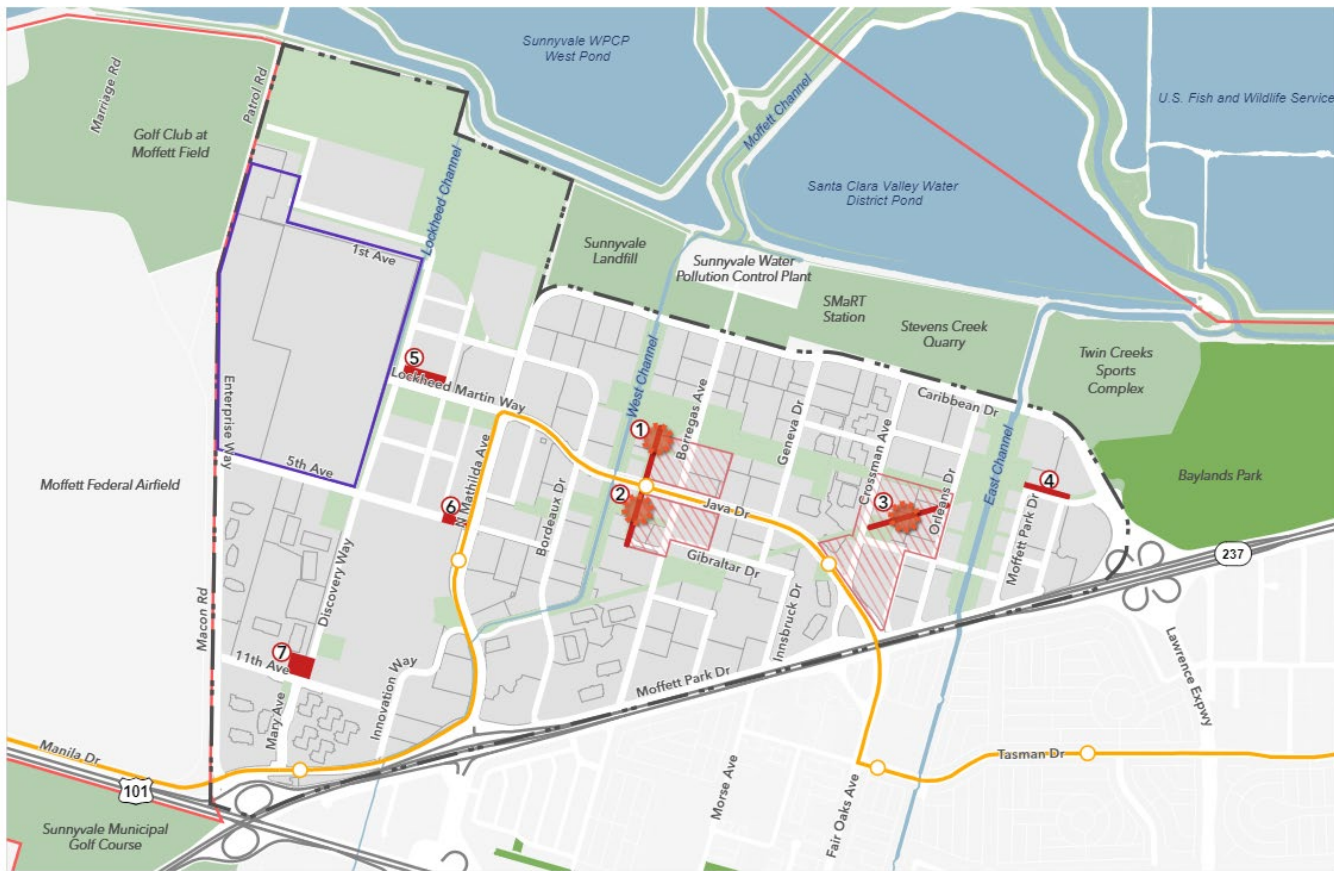 Sunnyvale WPCP
West Pond
U.S. Fish and Wildlife Service
Marriage Rd
Patrol Rd
Moffett Channel
Golf Club at
Moffett Field
Santa Clara Valley Water
District Pond
Lockheed Channel
1st Ave
Sunnyvale
Landfill
Sunnyvale Water
Pollution Control Plant
SMaRT
Station
Stevens Creek
Quarry
Twin Creeks
Sports
Complex
5
Lockheed Martin Way
West Channel
Borregas Ave
Geneva Dr
Caribbean Dr
Enterprise Way
1
Crossman Ave
Orleans Dr
East Channel
Baylands Park
5th Ave
Moffett Federal Airfield
N Mathilda Ave
6
Bordeaux Dr
2
Java Dr
3
4
Moffett Park Dr
Gibraltar Dr
237
Discovery Way
Innsbruck Dr
Macon Rd
7
11th Ave
Moffett Park Dr
Innovation Way
Mary Ave
Lawrence Expwy
Manila Dr
101
Tasman Dr
Morse Ave
Fair Oaks Ave
Sunnyvale Municipal
Golf Course